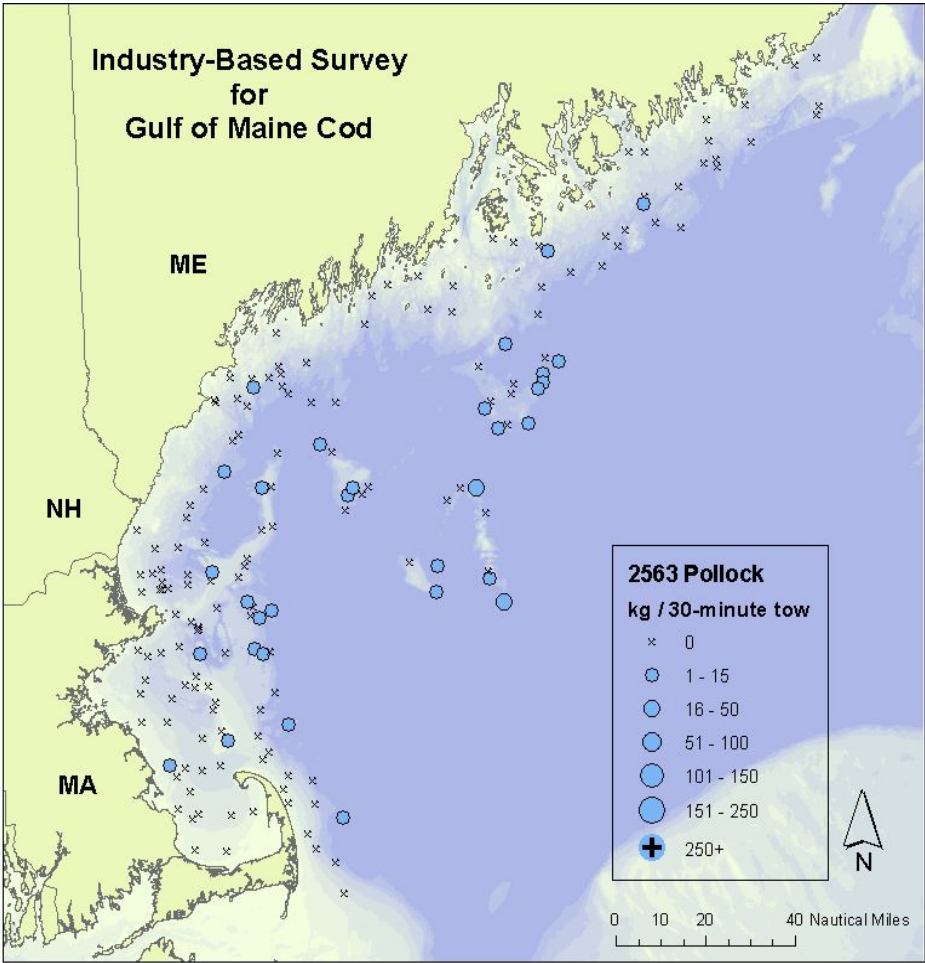 Industry-Based Survey
for
Gulf of Maine Cod
ME
NH
MA
2563 Pollock
kg / 30-minute tow
0
1 - 15
16 - 50
51 - 100
101 - 150
151 - 250
250+
N
0 10 20 40 Nautical Miles